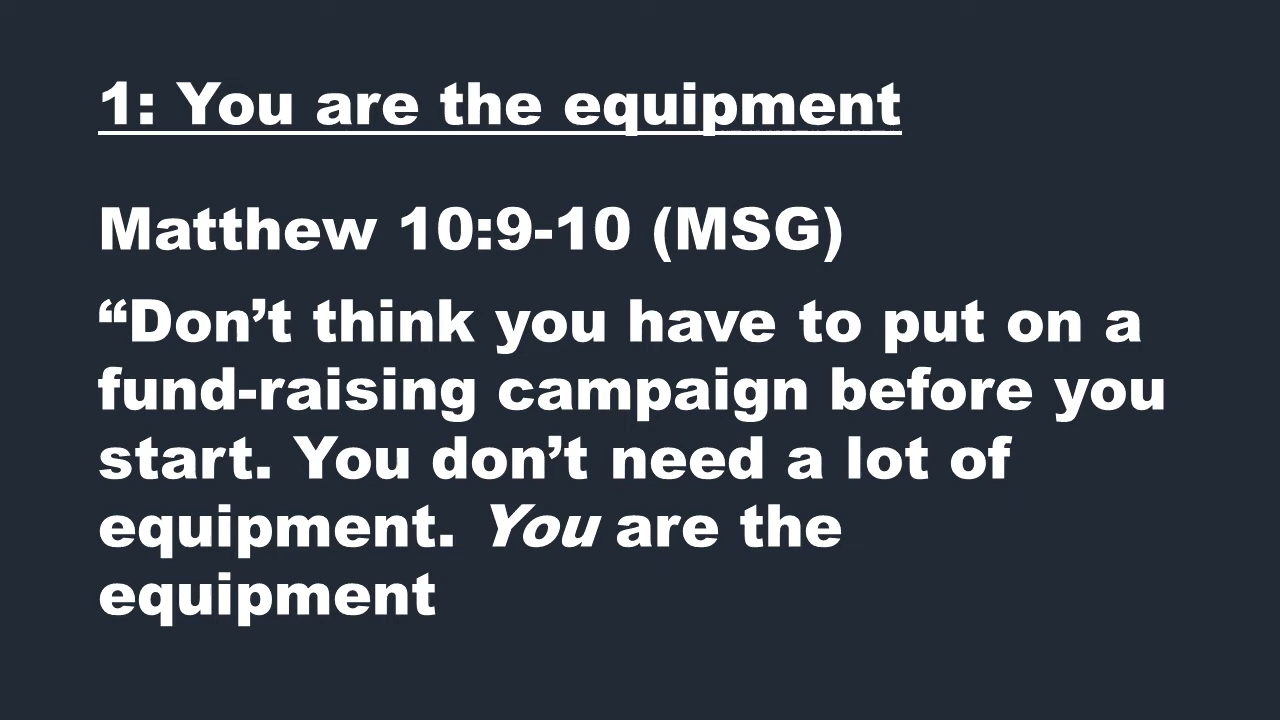 1: You are the equipment
Matthew 10:9-10 (MSG)
“Don’t think you have to put on a
fund-raising campaign before you
start. You don’t need a lot of
equipment. You are the
equipment